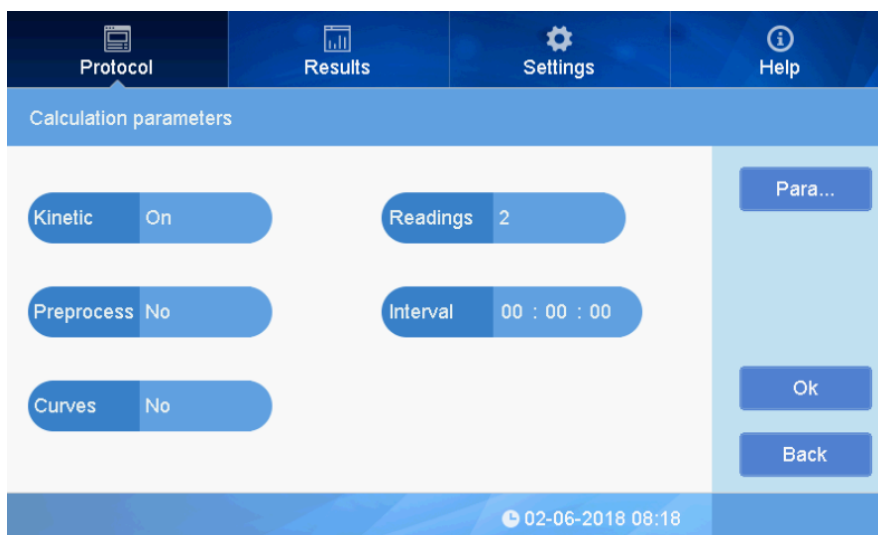 Protocol
Results
Settings
Help
Calculation parameters
Kinetic On
Readings 2
Para...
Preprocess No
Interval 00 : 00 : 00
Curves No
Ok
Back
02-06-2018 08:18